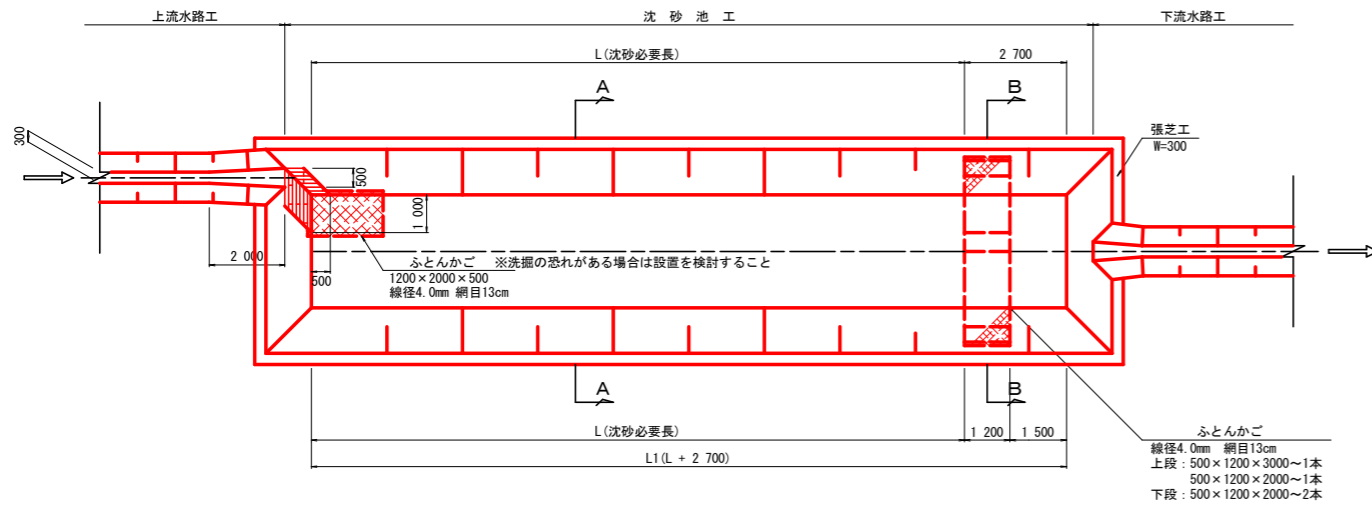 上流水路工
沈 砂 池 工
下流水路工
L(沈砂必要長)
2 700
A
B
張芝工
W=300
300
500
1 000
2 000
500
ふとんかご ※洗掘の恐れがある場合は設置を検討すること
1200×2000×500
線径4.0mm 網目13cm
A
B
L(沈砂必要長)
1 200
1 500
L1(L + 2 700)
ふとんかご
線径4.0mm 網目13cm
上段：500×1200×3000～1本
500×1200×2000～1本
下段：500×1200×2000～2本